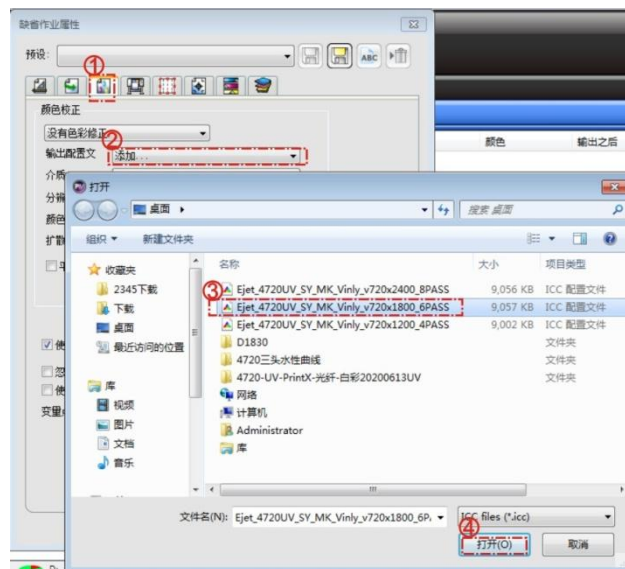 缺省作业属性
预设:
①
ABC
颜色校正
没有色彩修正
②
输出配置文 添加...
颜色 输出之后
介质
打开
分辨
桌面
搜索 桌面
颜色
扩散
组织 新建文件夹
收藏夹
2345下载
下载
桌面
最近访问的位置
库
视频
图片
文档
音乐
名称 大小 项目类型
③
Ejet_4720UV_SY_MK_Vinly_v720x2400_8PASS 9,056 KB ICC 配置文件
Ejet_4720UV_SY_MK_Vinly_v720x1800_6PASS 9,057 KB ICC 配置文件
Ejet_4720UV_SY_MK_Vinly_v720x1200_4PASS 9,002 KB ICC 配置文件
D1830 文件夹
4720三头水性曲线 文件夹
4720-UV-PrintX-光纤-白彩20200613UV 文件夹
网络
计算机
Administrator
库
使
忽
使
文件名(N): Ejet_4720UV_SY_MK_Vinly_v720x1800_6P. ICC files (*.icc)
④
打开(O) 取消